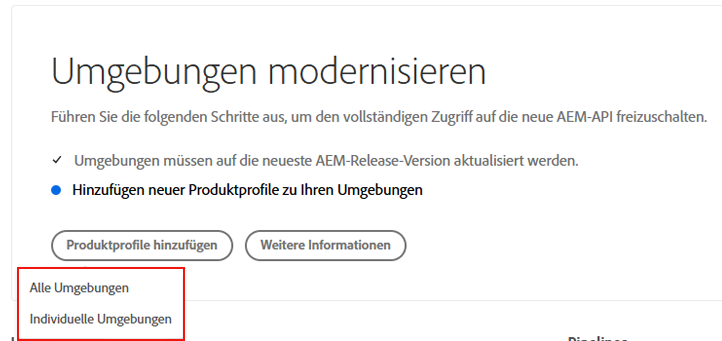 Umgebungen modernisieren
Führen Sie die folgenden Schritte aus, um den vollständigen Zugriff auf die neue AEM-API freizuschalten.
Umgebungen müssen auf die neueste AEM-Release-Version aktualisiert werden.
Hinzufügen neuer Produktprofile zu Ihren Umgebungen
Produktprofile hinzufügen Weitere Informationen
Alle Umgebungen
Individuelle Umgebungen